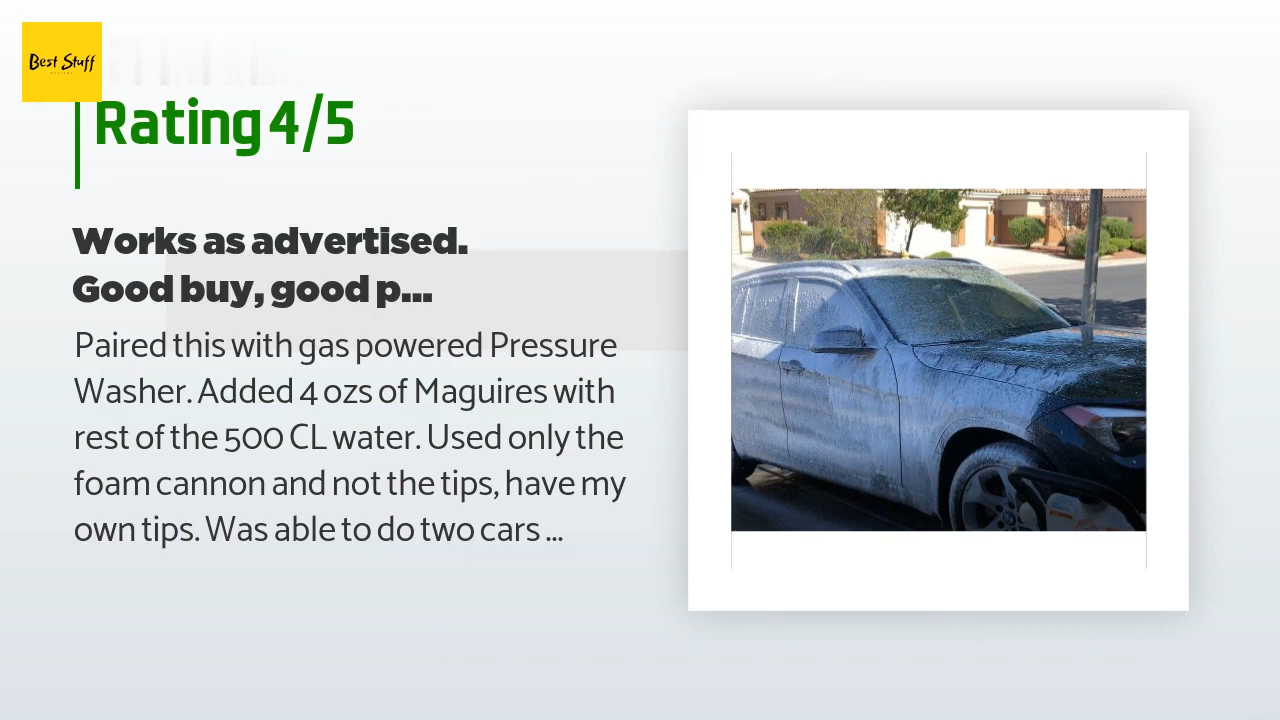 Best Stuff
Rating 4/5
Works as advertised.
Good buy, good p...
Paired this with gas powered Pressure
Washer. Added 4 ozs of Maguires with
rest of the 500 CL water. Used only the
foam cannon and not the tips, have my
own tips. Was able to do two cars ...